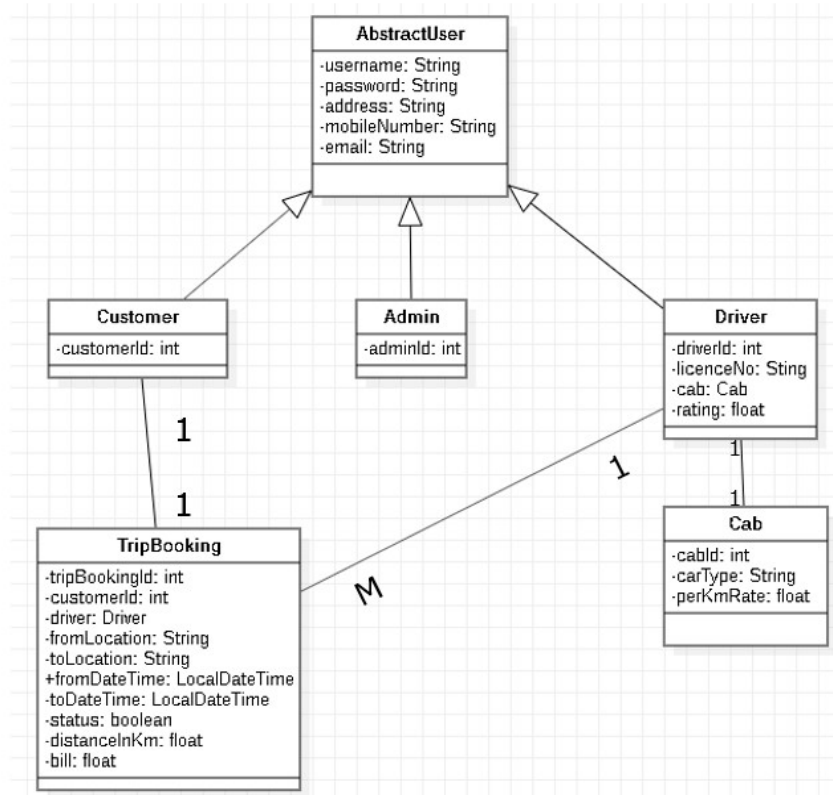 AbstractUser
-username: String
-password: String
-address: String
-mobileNumber: String
-email: String
Customer
-customerId: int
Admin
-adminId: int
Driver
-driverId: int
-licenceNo: Sting
-cab: Cab
-rating: float
1
1
1
M
1
1
TripBooking
-tripBookingId: int
-customerId: int
-driver: Driver
-fromLocation: String
-toLocation: String
+fromDateTime: LocalDateTime
-toDateTime: LocalDateTime
-status: boolean
-distanceInKm: float
-bill: float
Cab
-cabId: int
-carType: String
-perKmRate: float